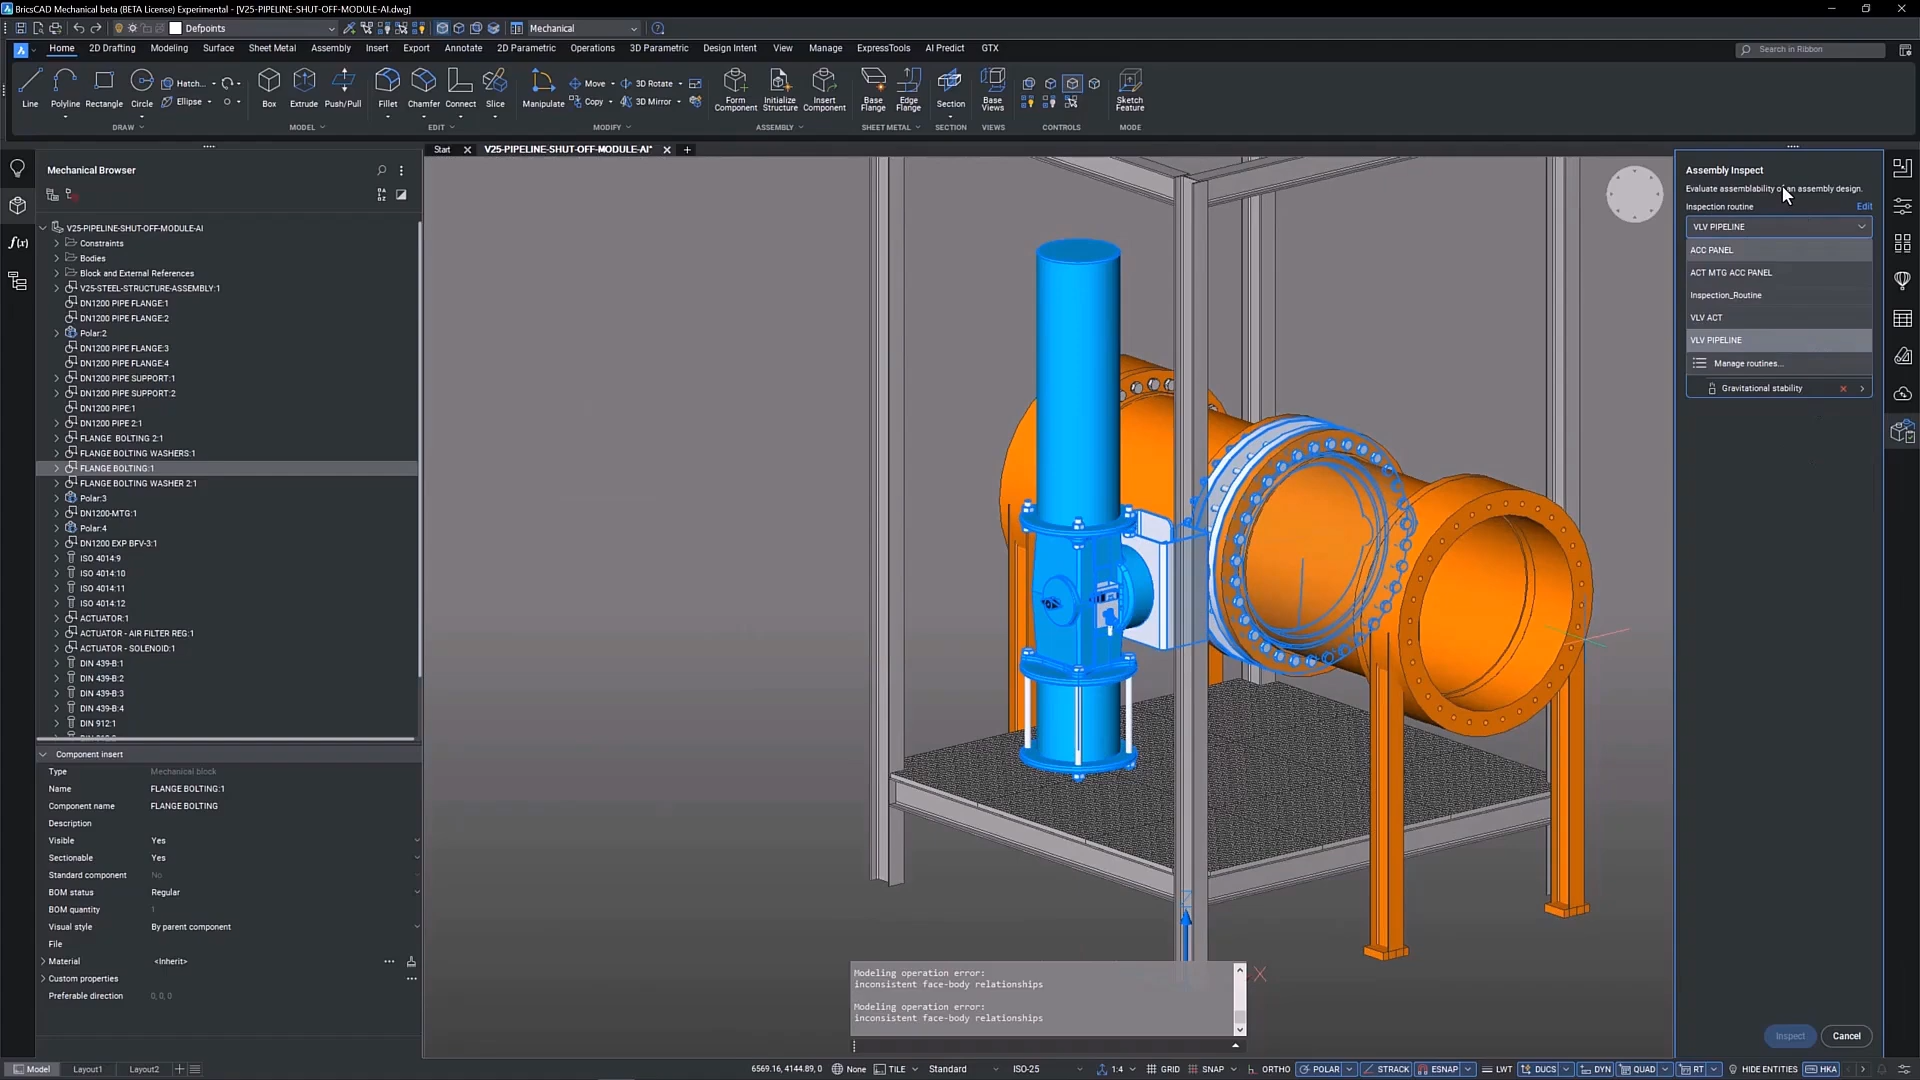 BricsCAD Mechanical beta (BETA License) Experimental - [V25-PIPELINE-SHUT-OFF-MODULE-AI.dwg]
Defpoints
Mechanical
Home 2D Drafting Modeling Surface Sheet Metal Assembly Insert Export Annotate 2D Parametric Operations 3D Parametric Design Intent View Manage ExpressTools AI Predict GTX
Search in Ribbon
Hatch...
Move 3D Rotate
Ellipse
Copy 3D Mirror
Line Polyline Rectangle Circle Box Extrude Push/Pull Fillet Chamfer Connect Slice Manipulate Form Component Initialize Structure Insert Component Base Flange Edge Flange Section Base Views Sketch Feature
DRAW MODEL EDIT MODIFY ASSEMBLY SHEET METAL SECTION VIEWS CONTROLS MODE
Start V25-PIPELINE-SHUT-OFF-MODULE-AI*
Mechanical Browser
V25-PIPELINE-SHUT-OFF-MODULE-AI
Constraints
Bodies
Block and External References
V25-STEEL-STRUCTURE-ASSEMBLY:1
DN1200 PIPE FLANGE:1
DN1200 PIPE FLANGE:2
Polar:2
DN1200 PIPE FLANGE:3
DN1200 PIPE FLANGE:4
DN1200 PIPE SUPPORT:1
DN1200 PIPE SUPPORT:2
DN1200 PIPE:1
DN1200 PIPE 2:1
FLANGE BOLTING 2:1
FLANGE BOLTING WASHERS:1
FLANGE BOLTING:1
FLANGE BOLTING WASHER 2:1
Polar:3
DN1200-MTG:1
Polar:4
DN1200 EXP BFV-3:1
ISO 4014:9
ISO 4014:10
ISO 4014:11
ISO 4014:12
ACTUATOR:1
ACTUATOR - AIR FILTER REG:1
ACTUATOR - SOLENOID:1
DIN 439-B:1
DIN 439-B:2
DIN 439-B:3
DIN 439-B:4
DIN 912:1
Component insert
Type Mechanical block
Name FLANGE BOLTING:1
Component name FLANGE BOLTING
Description
Visible Yes
Sectionable Yes
Standard component No
BOM status Regular
BOM quantity 1
Visual style By parent component
File
Material <Inherit>
Custom properties
Preferable direction 0, 0, 0
Modeling operation error:
inconsistent face-body relationships
Modeling operation error:
inconsistent face-body relationships
Assembly Inspect
Evaluate assemblability of an assembly design.
Inspection routine Edit
VLV PIPELINE
ACC PANEL
ACT MTG ACC PANEL
Inspection_Routine
VLV ACT
VLV PIPELINE
Manage routines...
Gravitational stability
Inspect Cancel
Model Layout1 Layout2
6569.16, 4144.89, 0 None TILE Standard ISO-25 1:4 GRID SNAP ORTHO POLAR STRACK ESNAP LWT DUCS DYN QUAD RT HIDE ENTITIES HKA